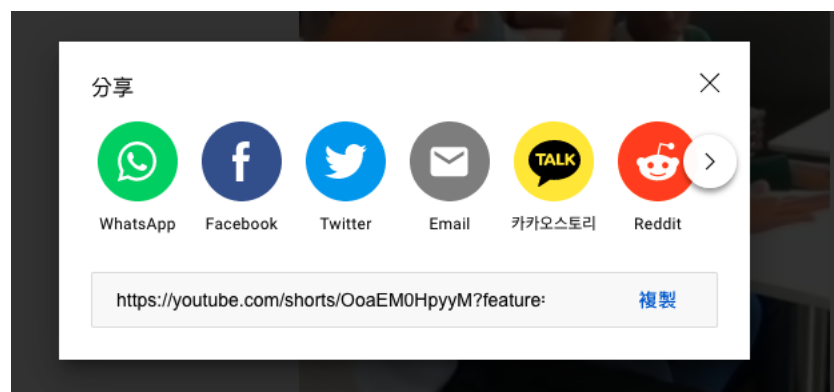 分享
TALK
WhatsApp Facebook Twitter Email 카카오스토리 Reddit
https://youtube.com/shorts/OoaEM0HpyyM?feature 複製